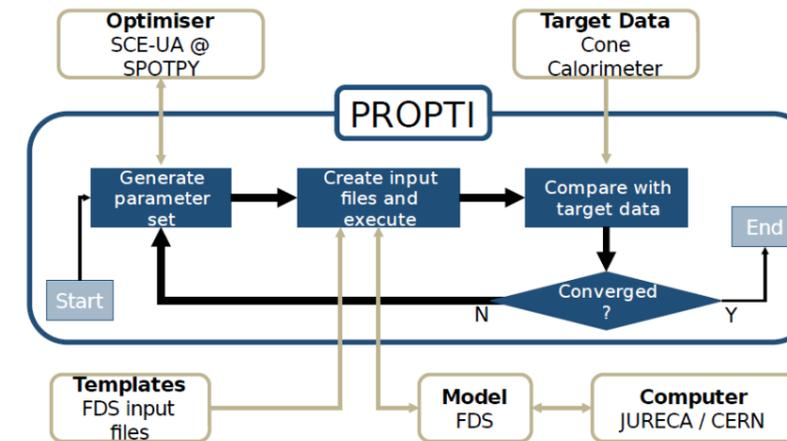 Optimiser
SCE-UA @
SPOTPY
Target Data
Cone
Calorimeter
PROPTI
Generate
parameter
set
Create input
files and
execute
Compare with
target data
End
Start
Converged
?
N
Y
Templates
FDS input
files
Model
FDS
Computer
JURECA / CERN